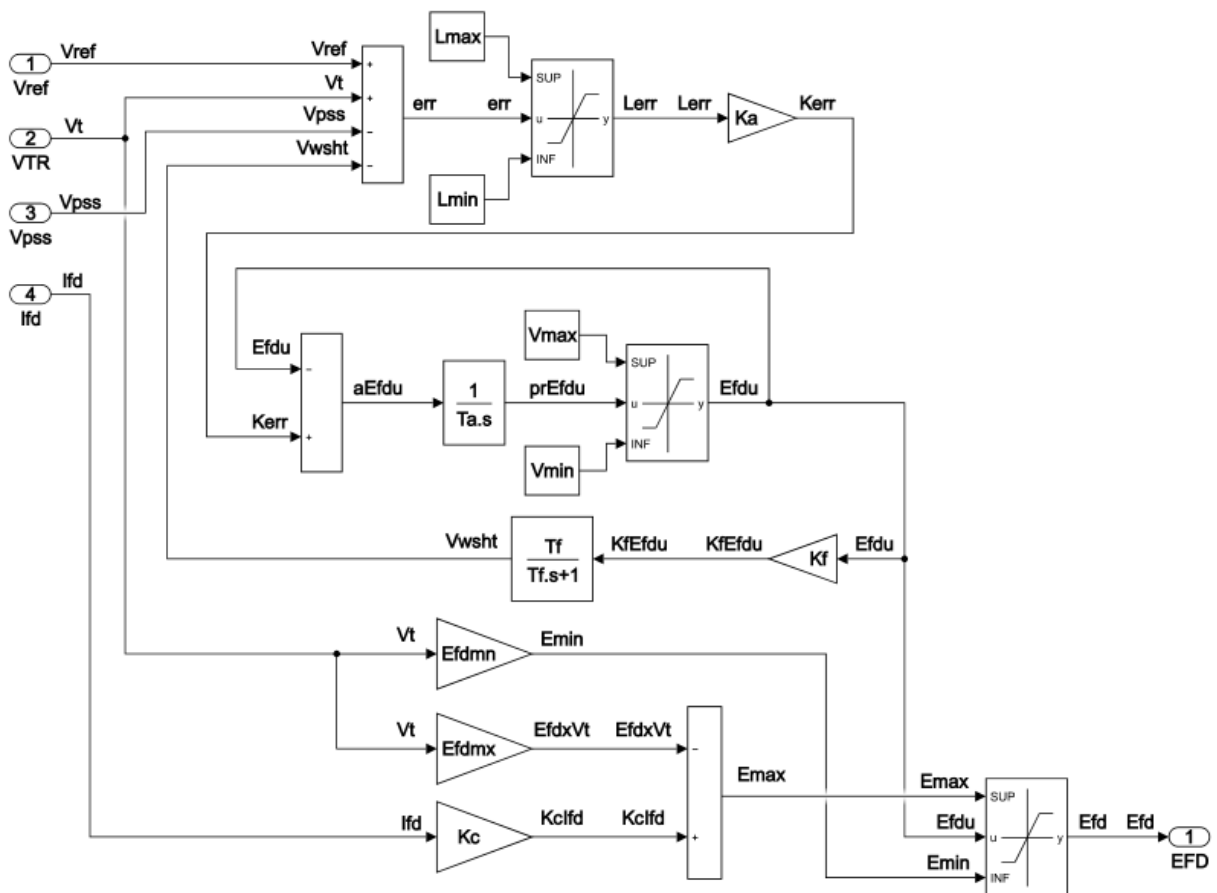 Vref
1
Vref
Vt
2
VTR
Vpss
3
Vpss
Ifd
4
Ifd
Vref
+
Vt
+
Vpss
−
Vwsht
−
err
err
Lmax
Lmin
SUP
u
y
INF
Lerr
Lerr
Ka
Kerr
Efdu
−
Kerr
+
aEfdu
1
Ta.s
prEfdu
Vmax
Vmin
SUP
u
y
INF
Efdu
Vwsht
Tf
Tf.s+1
KfEfdu
KfEfdu
Kf
Efdu
Vt
Efdmn
Emin
Vt
Efdmx
EfdxVt
EfdxVt
−
Ifd
Kc
KcIfd
KcIfd
+
Emax
Emax
SUP
Efdu
u
y
Emin
INF
Efd
Efd
1
EFD